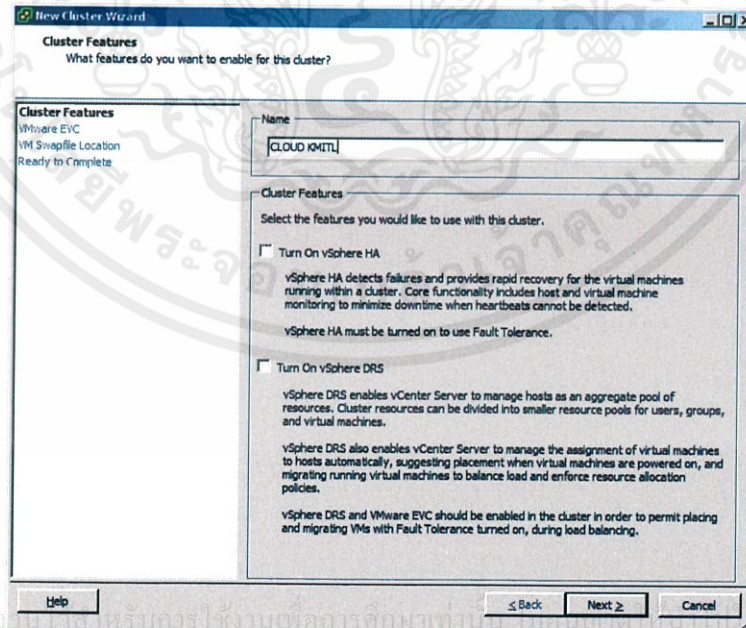 New Cluster Wizard
Cluster Features
What features do you want to enable for this cluster?
Cluster Features
VMware EVC
VM Swapfile Location
Ready to Complete
Name
CLOUD KMITL
Cluster Features
Select the features you would like to use with this cluster.
Turn On vSphere HA
vSphere HA detects failures and provides rapid recovery for the virtual machines
running within a cluster. Core functionality includes host and virtual machine
monitoring to minimize downtime when heartbeats cannot be detected.
vSphere HA must be turned on to use Fault Tolerance.
Turn On vSphere DRS
vSphere DRS enables vCenter Server to manage hosts as an aggregate pool of
resources. Cluster resources can be divided into smaller resource pools for users, groups,
and virtual machines.
vSphere DRS also enables vCenter Server to manage the assignment of virtual machines
to hosts automatically, suggesting placement when virtual machines are powered on, and
migrating running virtual machines to balance load and enforce resource allocation
policies.
vSphere DRS and VMware EVC should be enabled in the cluster in order to permit placing
and migrating VMs with Fault Tolerance turned on, during load balancing.
Help
≤ Back
Next ≥
Cancel